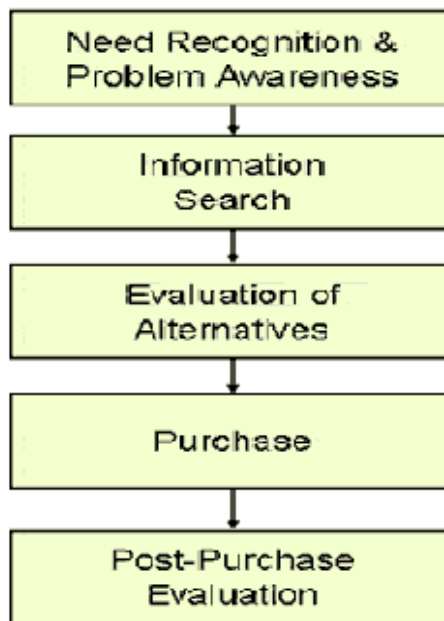 Need Recognition &
Problem Awareness
Information
Search
Evaluation of
Alternatives
Purchase
Post-Purchase
Evaluation